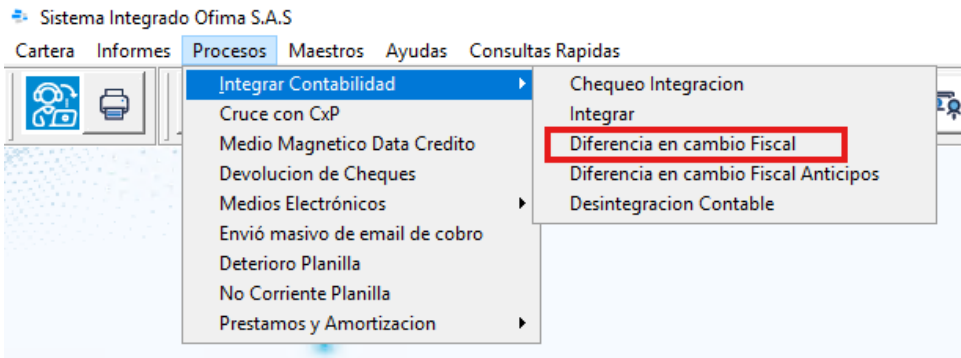 Sistema Integrado Ofima S.A.S
Cartera Informes Procesos Maestros Ayudas Consultas Rapidas
Integrar Contabilidad
Cruce con CxP
Medio Magnetico Data Credito
Devolucion de Cheques
Medios Electrónicos
Envió masivo de email de cobro
Deterioro Planilla
No Corriente Planilla
Prestamos y Amortizacion
Chequeo Integracion
Integrar
Diferencia en cambio Fiscal
Diferencia en cambio Fiscal Anticipos
Desintegracion Contable